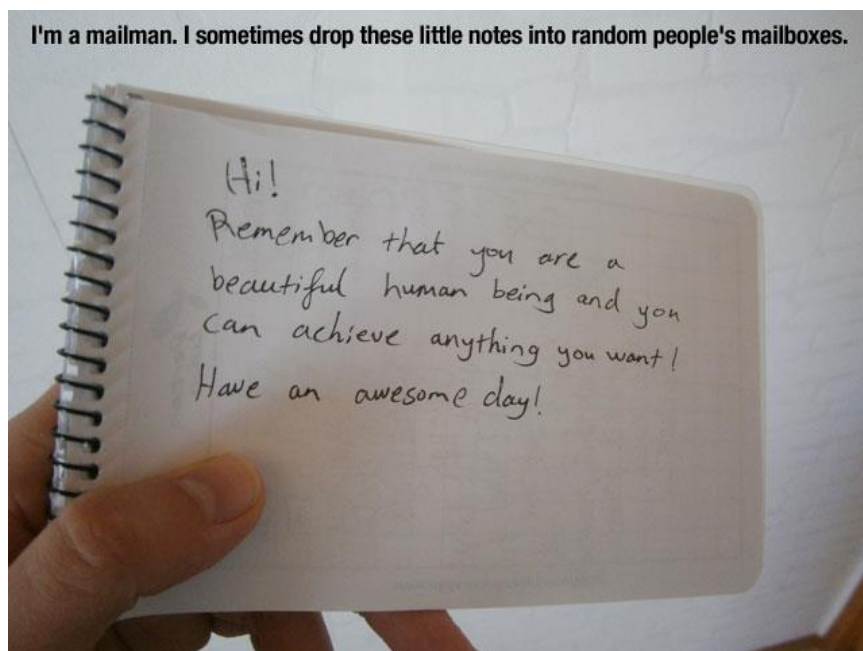 I'm a mailman. I sometimes drop these little notes into random people's mailboxes.
Hi!
Remember that you are a
beautiful human being and you
can achieve anything you want!
Have an awesome day!